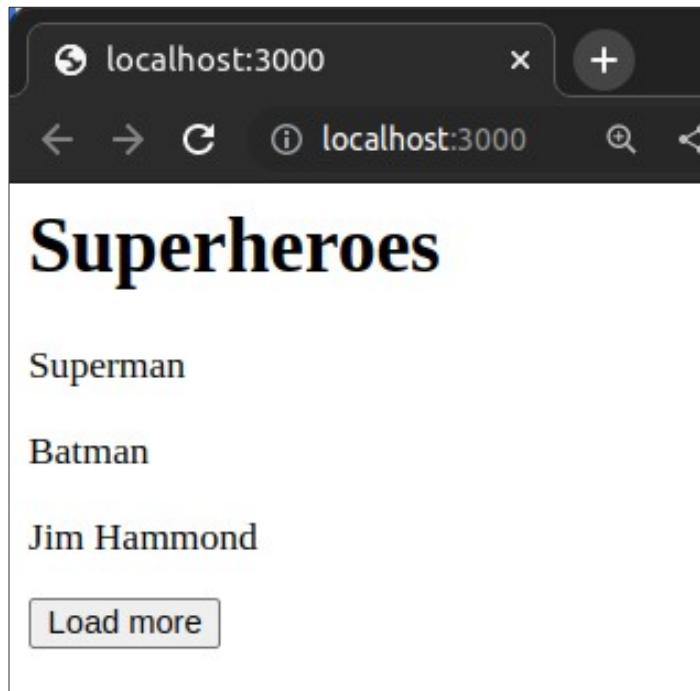 localhost:3000
localhost:3000
Superheroes
Superman
Batman
Jim Hammond
Load more